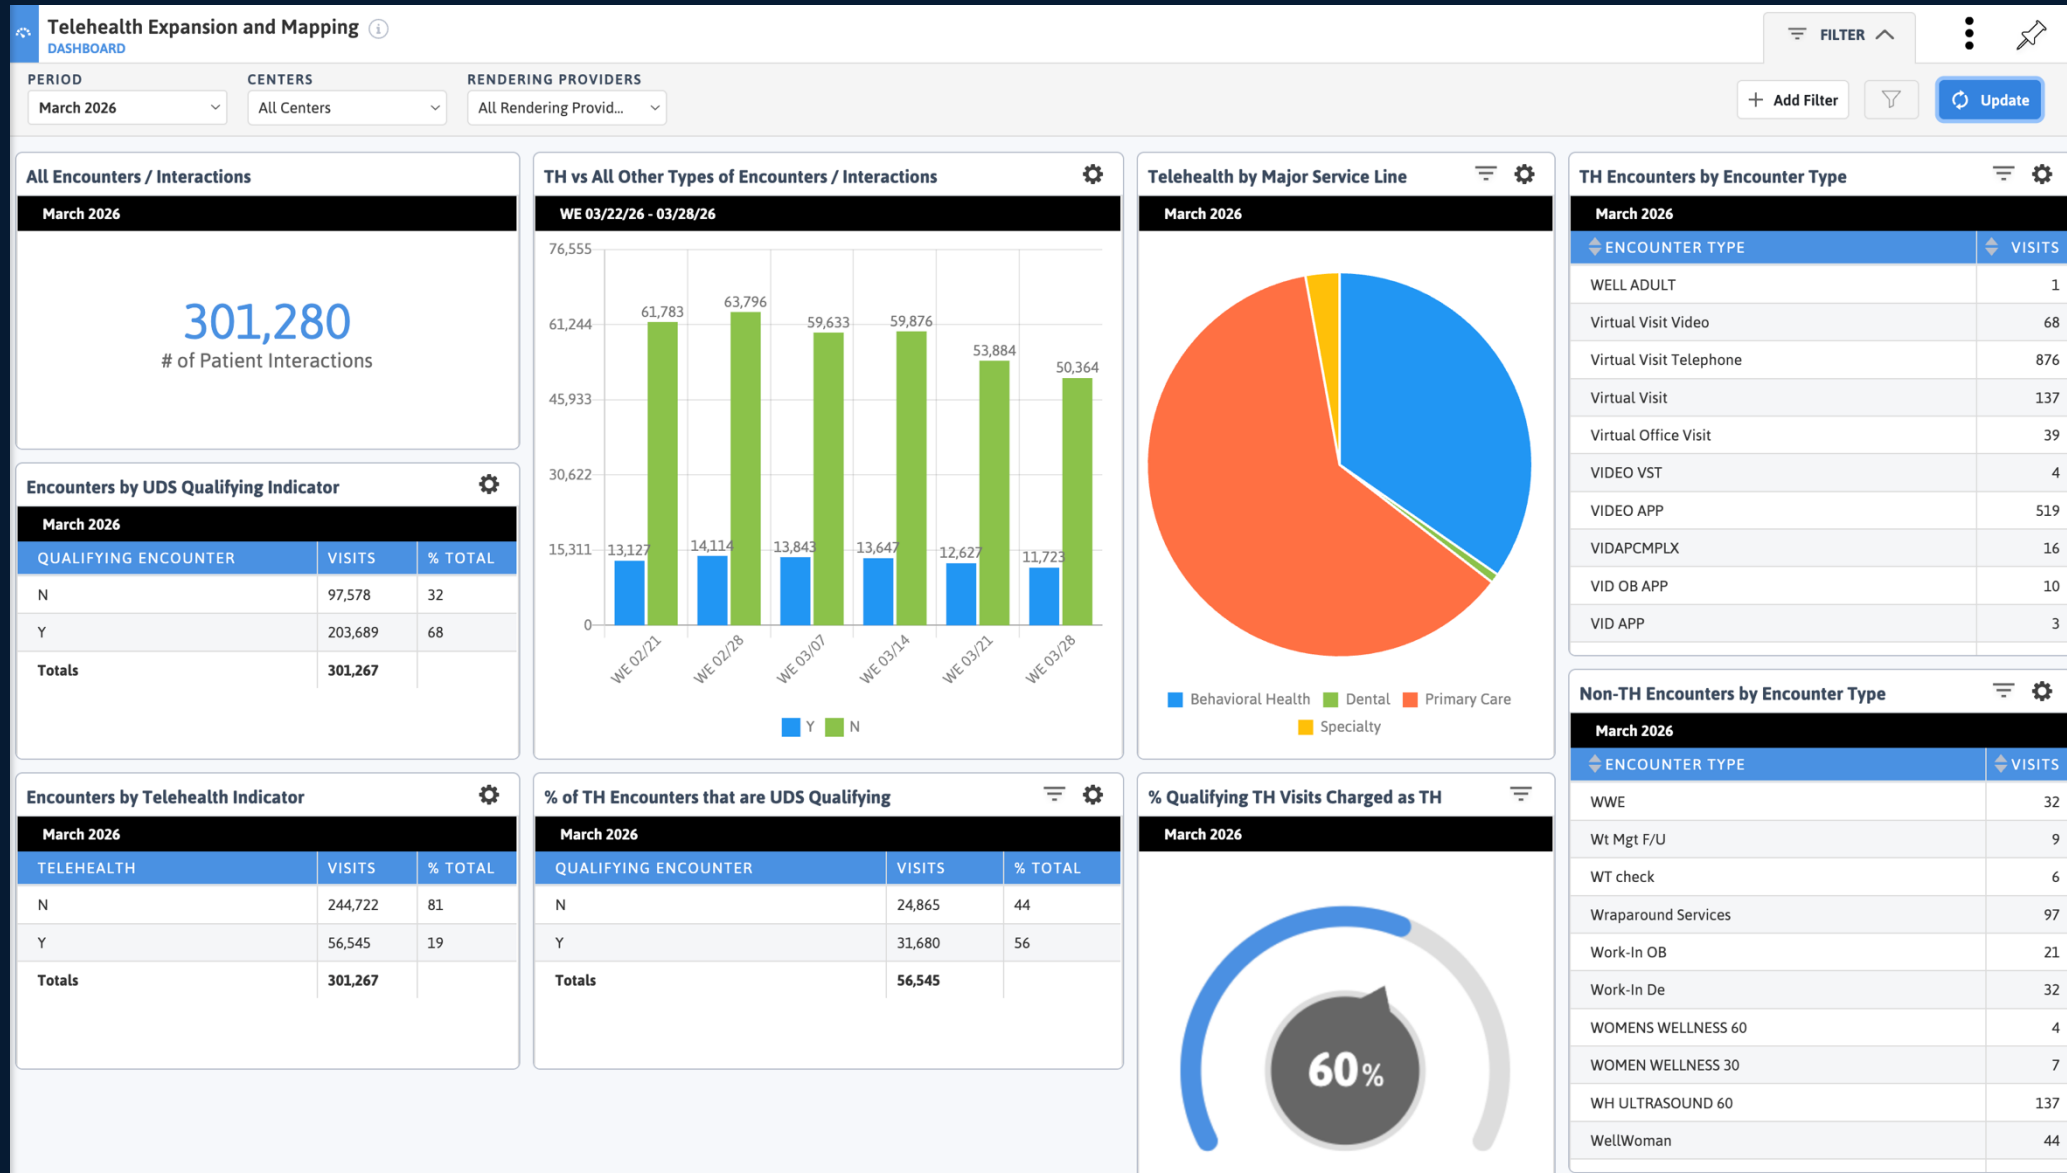 Telehealth Expansion and Mapping
DASHBOARD
FILTER
PERIOD
March 2026
CENTERS
All Centers
RENDERING PROVIDERS
All Rendering Provid...
Add Filter
Update
All Encounters / Interactions
March 2026
301,280
# of Patient Interactions
Encounters by UDS Qualifying Indicator
March 2026
QUALIFYING ENCOUNTER VISITS % TOTAL
N 97,578 32
Y 203,689 68
Totals 301,267
Encounters by Telehealth Indicator
March 2026
TELEHEALTH VISITS % TOTAL
N 244,722 81
Y 56,545 19
Totals 301,267
TH vs All Other Types of Encounters / Interactions
WE 03/22/26 - 03/28/26
76,555
61,244
45,933
30,622
15,311
0
13,127 61,783
14,114 63,796
13,843 59,633
13,647 59,876
12,627 53,884
11,723 50,364
WE 02/21 WE 02/28 WE 03/07 WE 03/14 WE 03/21 WE 03/28
Y N
% of TH Encounters that are UDS Qualifying
March 2026
QUALIFYING ENCOUNTER VISITS % TOTAL
N 24,865 44
Y 31,680 56
Totals 56,545
Telehealth by Major Service Line
March 2026
Behavioral Health Dental Primary Care
Specialty
% Qualifying TH Visits Charged as TH
March 2026
60%
TH Encounters by Encounter Type
March 2026
ENCOUNTER TYPE VISITS
WELL ADULT 1
Virtual Visit Video 68
Virtual Visit Telephone 876
Virtual Visit 137
Virtual Office Visit 39
VIDEO VST 4
VIDEO APP 519
VIDAPCMPLX 16
VID OB APP 10
VID APP 3
Non-TH Encounters by Encounter Type
March 2026
ENCOUNTER TYPE VISITS
WWE 32
Wt Mgt F/U 9
WT check 6
Wraparound Services 97
Work-In OB 21
Work-In De 32
WOMENS WELLNESS 60 4
WOMEN WELLNESS 30 7
WH ULTRASOUND 60 137
WellWoman 44